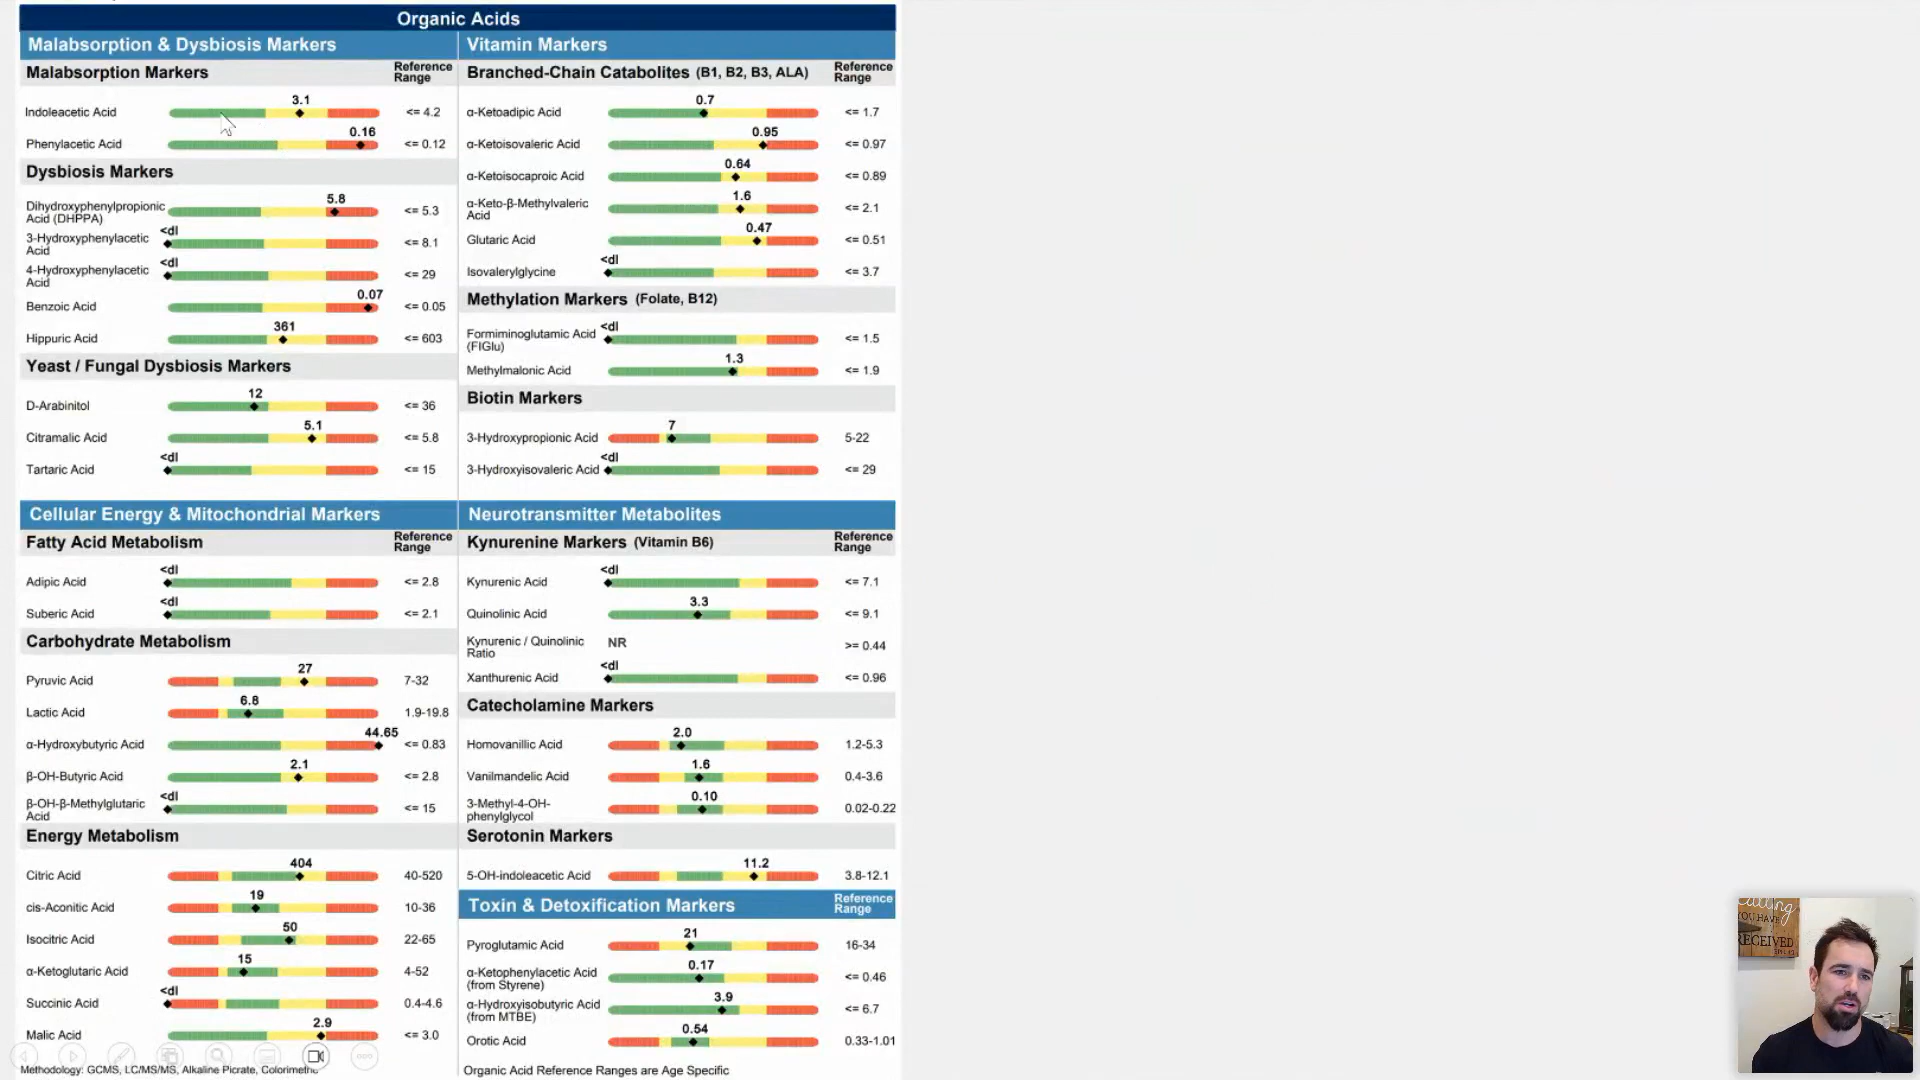 Organic Acids
Malabsorption & Dysbiosis Markers
Malabsorption Markers
Reference
Range
Indoleacetic Acid 3.1 <= 4.2
Phenylacetic Acid 0.16 <= 0.12
Dysbiosis Markers
Dihydroxyphenylpropionic
Acid (DHPPA) 5.8 <= 5.3
3-Hydroxyphenylacetic
Acid <dl <= 8.1
4-Hydroxyphenylacetic
Acid <dl <= 29
Benzoic Acid 0.07 <= 0.05
Hippuric Acid 361 <= 603
Yeast / Fungal Dysbiosis Markers
D-Arabinitol 12 <= 36
Citramalic Acid 5.1 <= 5.8
Tartaric Acid <dl <= 15
Cellular Energy & Mitochondrial Markers
Fatty Acid Metabolism
Reference
Range
Adipic Acid <dl <= 2.8
Suberic Acid <dl <= 2.1
Carbohydrate Metabolism
Pyruvic Acid 27 7-32
Lactic Acid 6.8 1.9-19.8
α-Hydroxybutyric Acid 44.65 <= 0.83
β-OH-Butyric Acid 2.1 <= 2.8
β-OH-β-Methylglutaric
Acid <dl <= 15
Energy Metabolism
Citric Acid 404 40-520
cis-Aconitic Acid 19 10-36
Isocitric Acid 50 22-65
α-Ketoglutaric Acid 15 4-52
Succinic Acid <dl 0.4-4.6
Malic Acid 2.9 <= 3.0
Methodology: GCMS, LC/MS/MS, Alkaline Picrate, Colorimetric
Vitamin Markers
Branched-Chain Catabolites (B1, B2, B3, ALA)
Reference
Range
α-Ketoadipic Acid 0.7 <= 1.7
α-Ketoisovaleric Acid 0.95 <= 0.97
α-Ketoisocaproic Acid 0.64 <= 0.89
α-Keto-β-Methylvaleric
Acid 1.6 <= 2.1
Glutaric Acid 0.47 <= 0.51
Isovalerylglycine <dl <= 3.7
Methylation Markers (Folate, B12)
Formiminoglutamic Acid
(FIGlu) <dl <= 1.5
Methylmalonic Acid 1.3 <= 1.9
Biotin Markers
3-Hydroxypropionic Acid 7 5-22
3-Hydroxyisovaleric Acid <dl <= 29
Neurotransmitter Metabolites
Kynurenine Markers (Vitamin B6)
Reference
Range
Kynurenic Acid <dl <= 7.1
Quinolinic Acid 3.3 <= 9.1
Kynurenic / Quinolinic
Ratio NR >= 0.44
Xanthurenic Acid <dl <= 0.96
Catecholamine Markers
Homovanillic Acid 2.0 1.2-5.3
Vanilmandelic Acid 1.6 0.4-3.6
3-Methyl-4-OH-
phenylglycol 0.10 0.02-0.22
Serotonin Markers
5-OH-indoleacetic Acid 11.2 3.8-12.1
Toxin & Detoxification Markers
Reference
Range
Pyroglutamic Acid 21 16-34
α-Ketophenylacetic Acid
(from Styrene) 0.17 <= 0.46
α-Hydroxyisobutyric Acid
(from MTBE) 3.9 <= 6.7
Orotic Acid 0.54 0.33-1.01
Organic Acid Reference Ranges are Age Specific
calling
YOU HAVE
RECEIVED